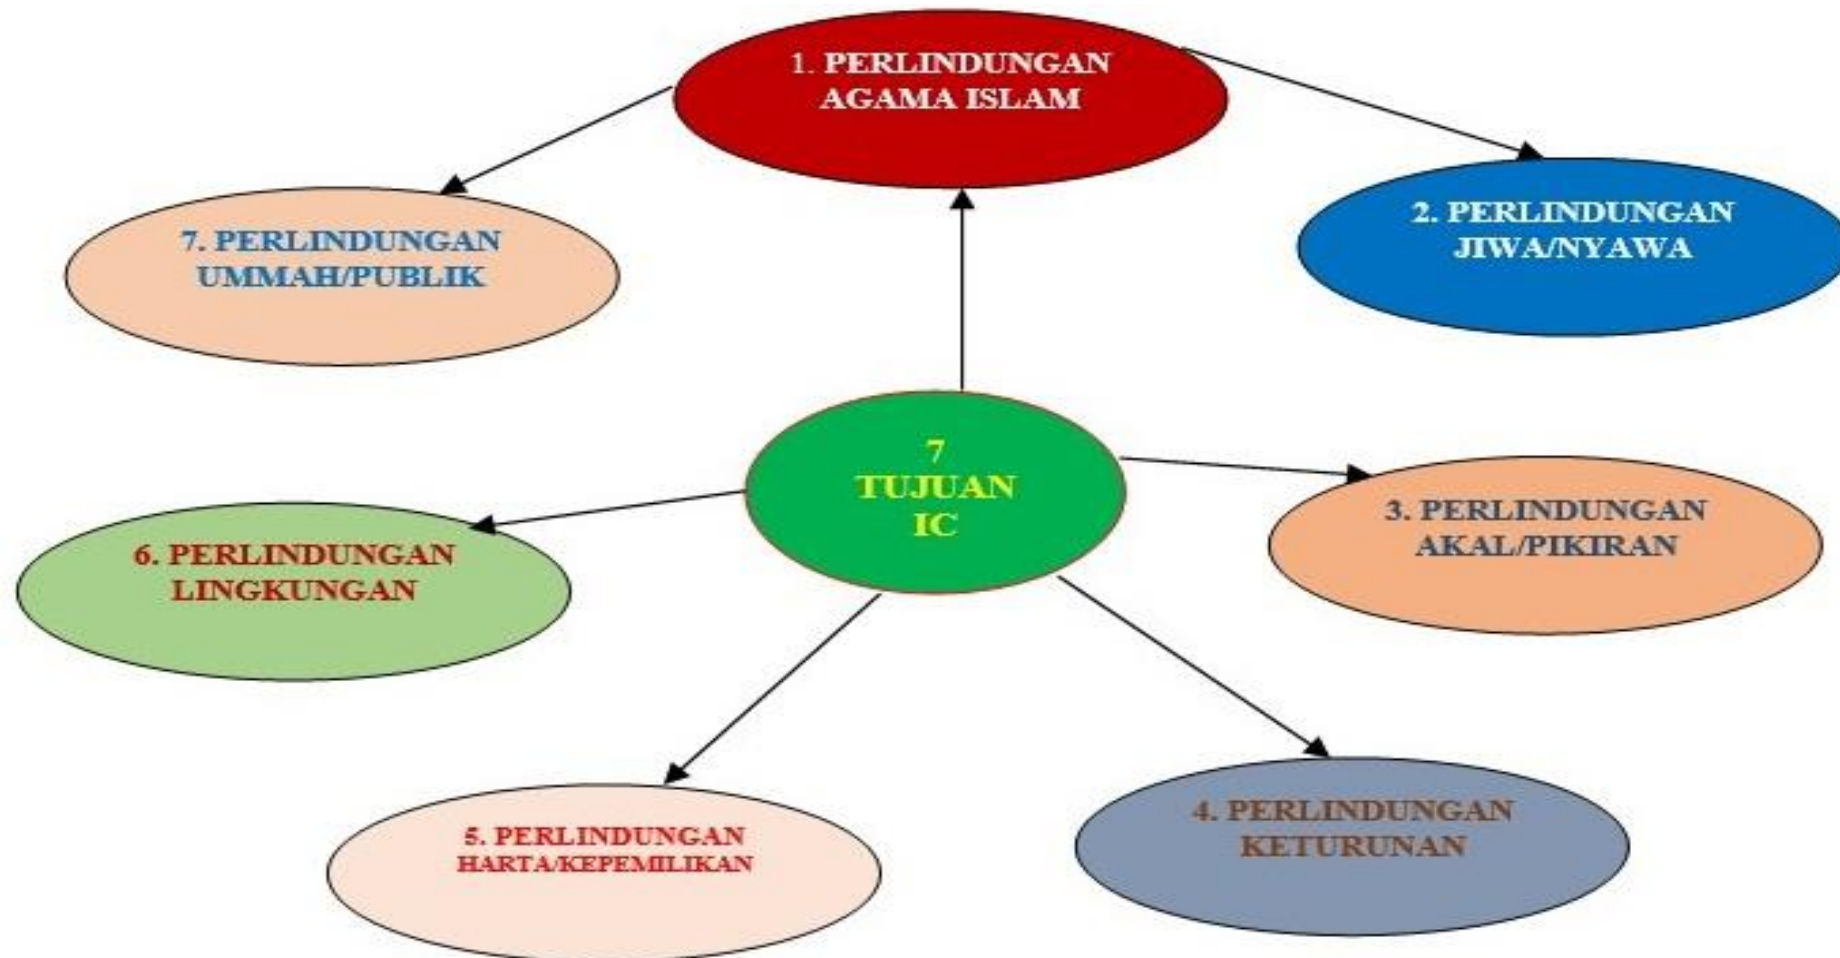 1. PERLINDUNGAN
AGAMA ISLAM
2. PERLINDUNGAN
JIWA/NYAWA
7. PERLINDUNGAN
UMMAH/PUBLIK
7
TUJUAN
IC
3. PERLINDUNGAN
AKAL/PIKIRAN
6. PERLINDUNGAN
LINGKUNGAN
4. PERLINDUNGAN
KETURUNAN
5. PERLINDUNGAN
HARTA/KEPEMILIKAN